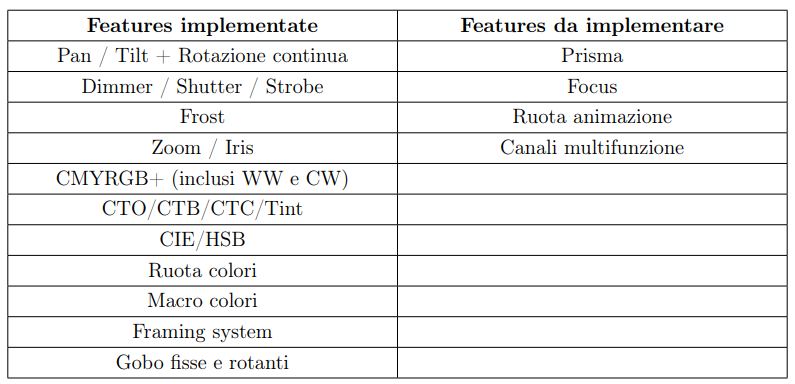 Features implementate Features da implementare
Pan / Tilt + Rotazione continua Prisma
Dimmer / Shutter / Strobe Focus
Frost Ruota animazione
Zoom / Iris Canali multifunzione
CMYRGB+ (inclusi WW e CW)
CTO/CTB/CTC/Tint
CIE/HSB
Ruota colori
Macro colori
Framing system
Gobo fisse e rotanti